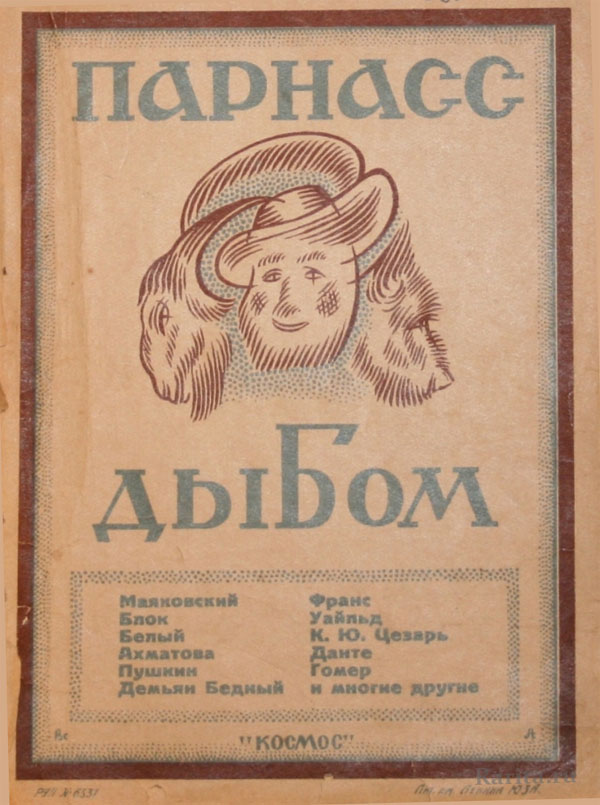 ПАРНАСС
дыБом
Маяковский
Блок
Белый
Ахматова
Пушкин
Демьян Бедный
Франс
Уайльд
К. Ю. Цезарь
Данте
Гомер
и многие другие
"КОСМОС"